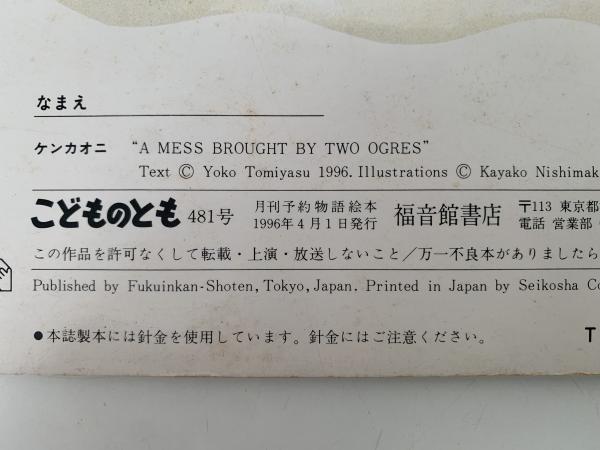 なまえ
ケンカオニ “A MESS BROUGHT BY TWO OGRES”
Text © Yoko Tomiyasu 1996. Illustrations © Kayako Nishimak
こどものとも 481号 月刊予約物語絵本 1996年4月1日発行 福音館書店 〒113 東京都 電話 営業部
この作品を許可なくして転載・上演・放送しないこと／万一不良本がありましたら
Published by Fukuinkan-Shoten, Tokyo, Japan. Printed in Japan by Seikosha Co
●本誌製本には針金を使用しています。針金にはご注意ください。
T